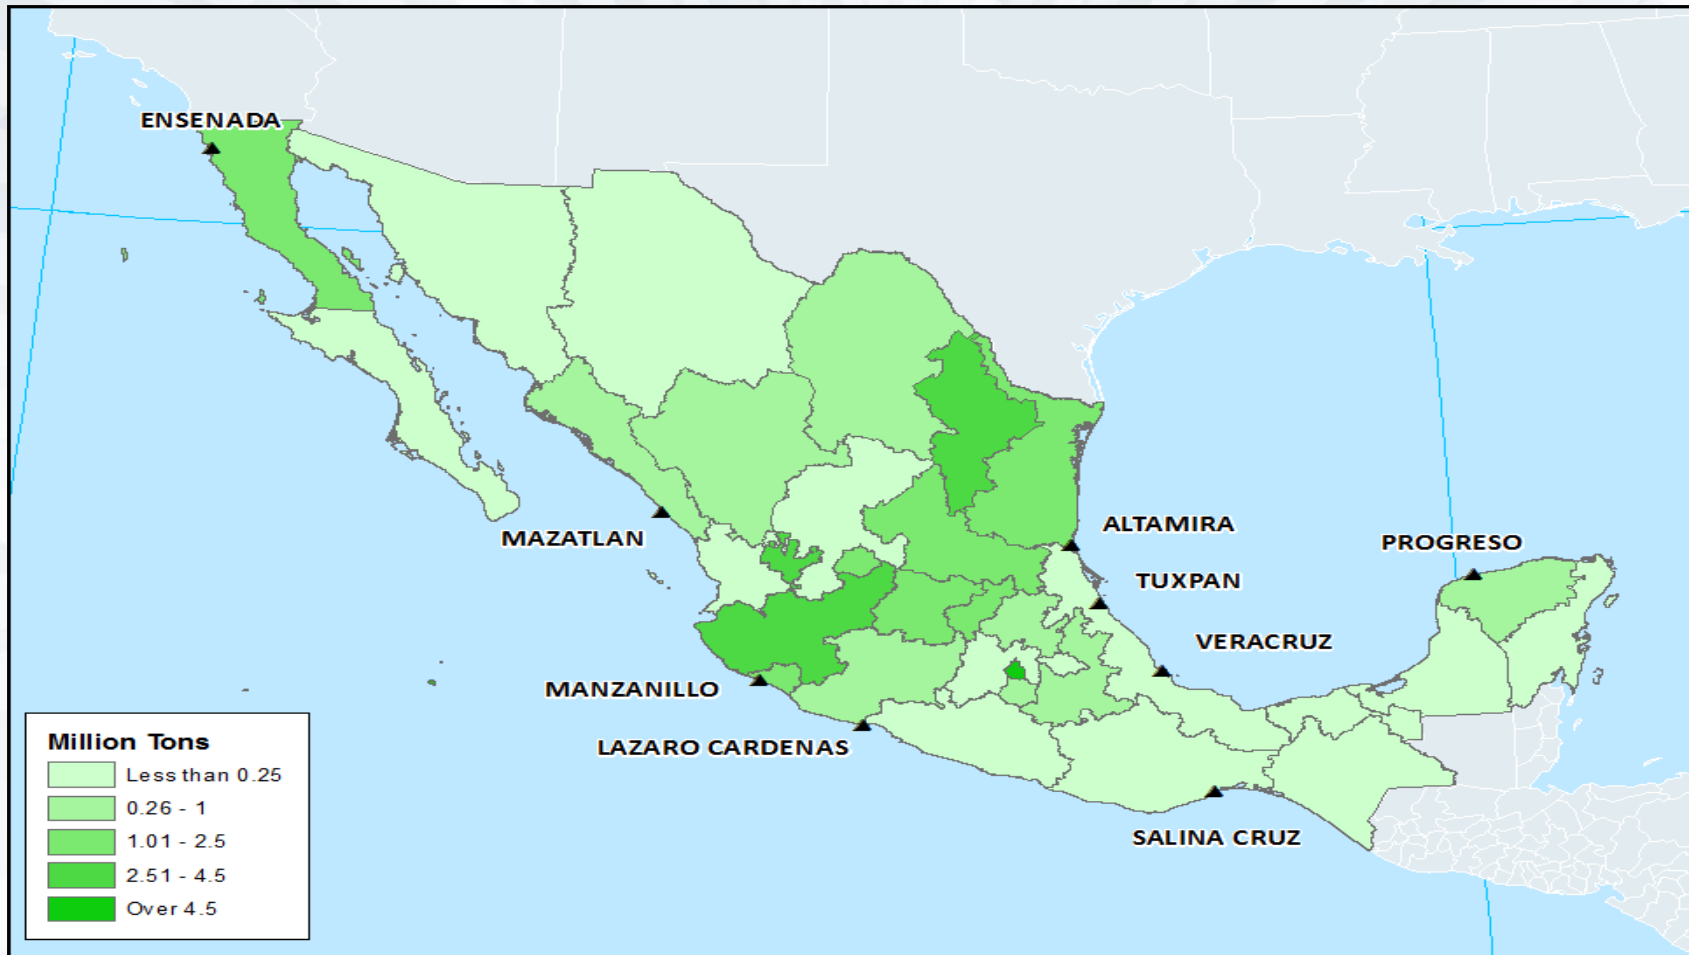 ENSENADA
MAZATLAN
ALTAMIRA
PROGRESO
TUXPAN
VERACRUZ
MANZANILLO
LAZARO CARDENAS
SALINA CRUZ
Million Tons
Less than 0.25
0.26 - 1
1.01 - 2.5
2.51 - 4.5
Over 4.5